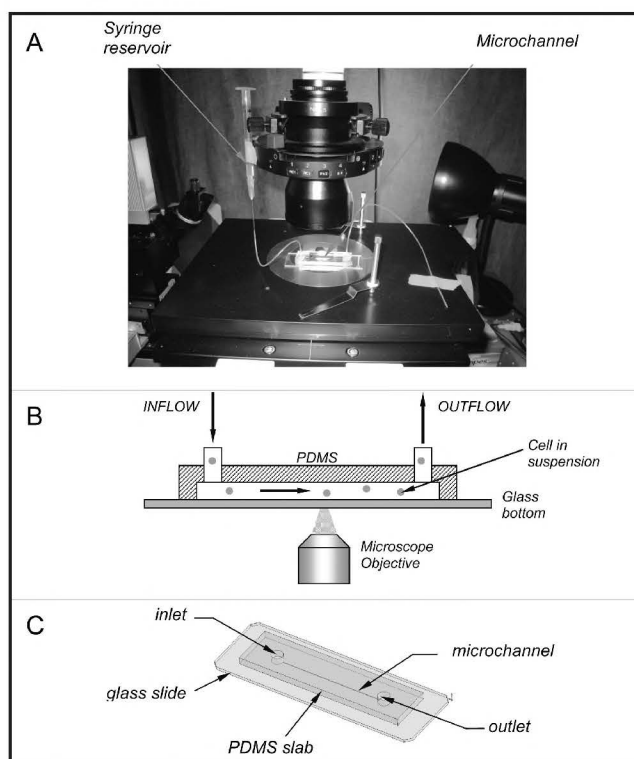 A
Syringe
reservoir
Microchannel
B
INFLOW
OUTFLOW
PDMS
Cell in
suspension
Glass
bottom
Microscope
Objective
C
inlet
microchannel
glass slide
outlet
PDMS slab